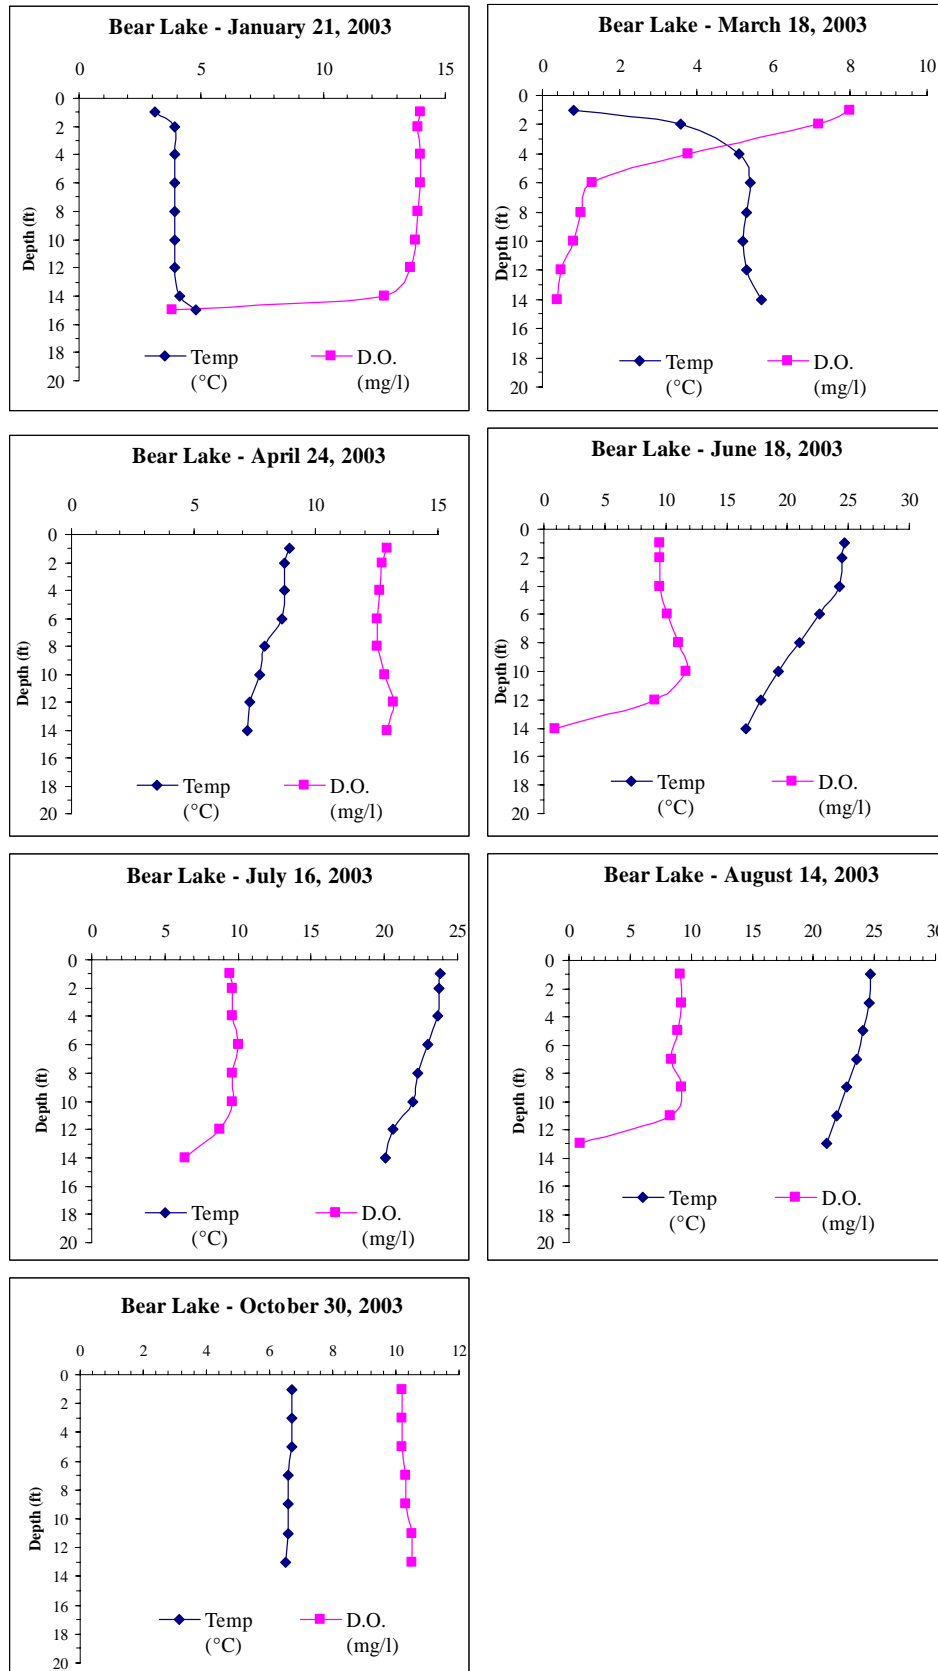 Bear Lake - January 21, 2003
0 5 10 15
0
2
4
6
8
10
12
14
16
18
20
Depth (ft)
Temp
(°C)
D.O.
(mg/l)
Bear Lake - March 18, 2003
0 2 4 6 8 10
0
2
4
6
8
10
12
14
16
18
20
Depth (ft)
Temp
(°C)
D.O.
(mg/l)
Bear Lake - April 24, 2003
0 5 10 15
0
2
4
6
8
10
12
14
16
18
20
Depth (ft)
Temp
(°C)
D.O.
(mg/l)
Bear Lake - June 18, 2003
0 5 10 15 20 25 30
0
2
4
6
8
10
12
14
16
18
20
Depth (ft)
Temp
(°C)
D.O.
(mg/l)
Bear Lake - July 16, 2003
0 5 10 15 20 25
0
2
4
6
8
10
12
14
16
18
20
Depth (ft)
Temp
(°C)
D.O.
(mg/l)
Bear Lake - August 14, 2003
0 5 10 15 20 25 30
0
2
4
6
8
10
12
14
16
18
20
Depth (ft)
Temp
(°C)
D.O.
(mg/l)
Bear Lake - October 30, 2003
0 2 4 6 8 10 12
0
2
4
6
8
10
12
14
16
18
20
Depth (ft)
Temp
(°C)
D.O.
(mg/l)